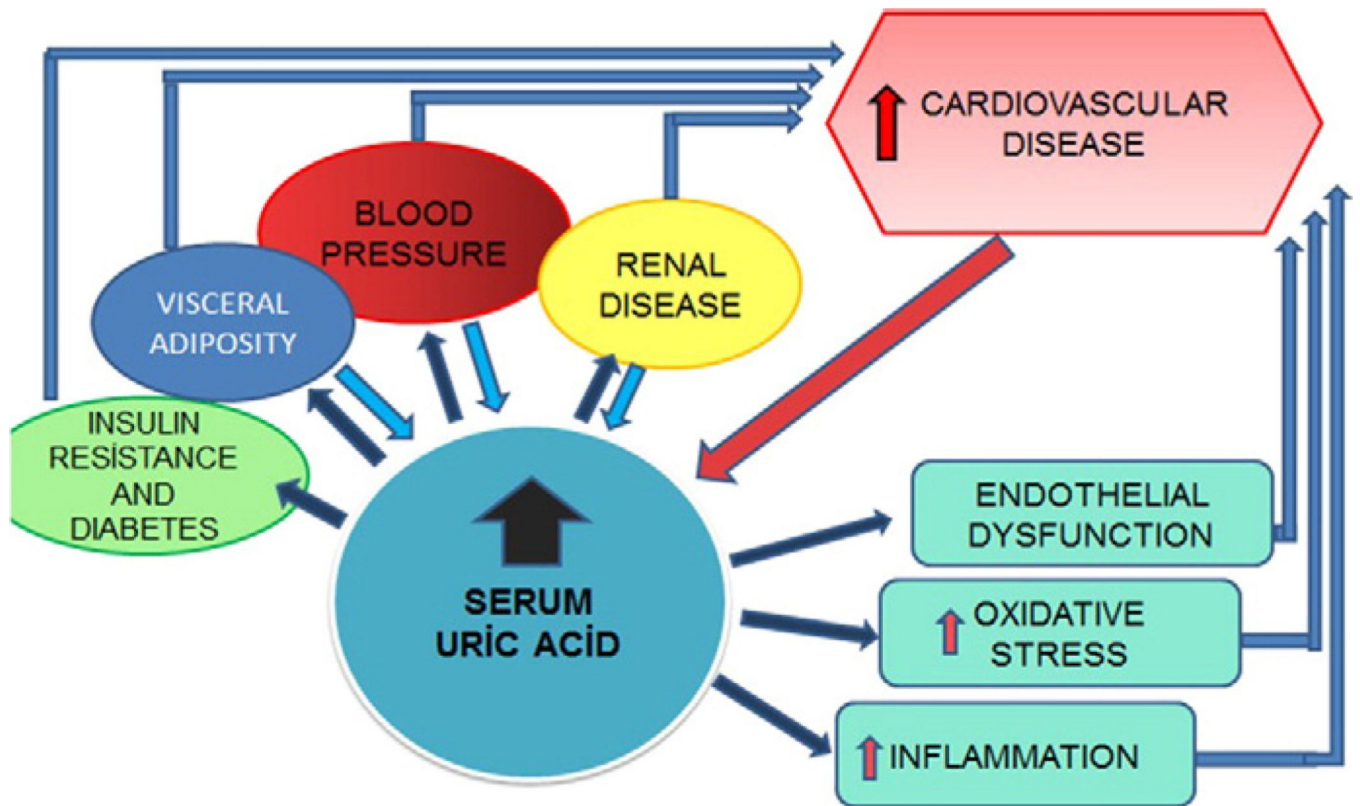 CARDIOVASCULAR
DISEASE
BLOOD
PRESSURE
RENAL
DISEASE
VISCERAL
ADIPOSITY
INSULIN
RESİSTANCE
AND
DIABETES
SERUM
URİC ACİD
ENDOTHELIAL
DYSFUNCTION
OXIDATIVE
STRESS
INFLAMMATION